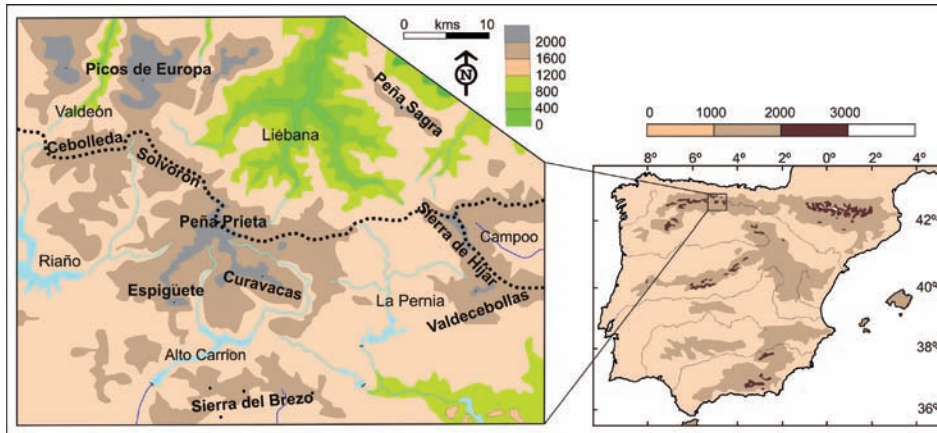 0 kms 10
N
2000
1600
1200
800
400
0
Picos de Europa
Peña Sagra
Valdeón
Liébana
Cebolleda
Solvorón
Peña Prieta
Sierra de Híjar
Campoo
Riaño
Curavacas
Espigüete
La Pernia
Valdecebollas
Alto Carrion
Sierra del Brezo
0 1000 2000 3000
8° 6° 4° 2° 0° 2°
42°
40°
38°
36°